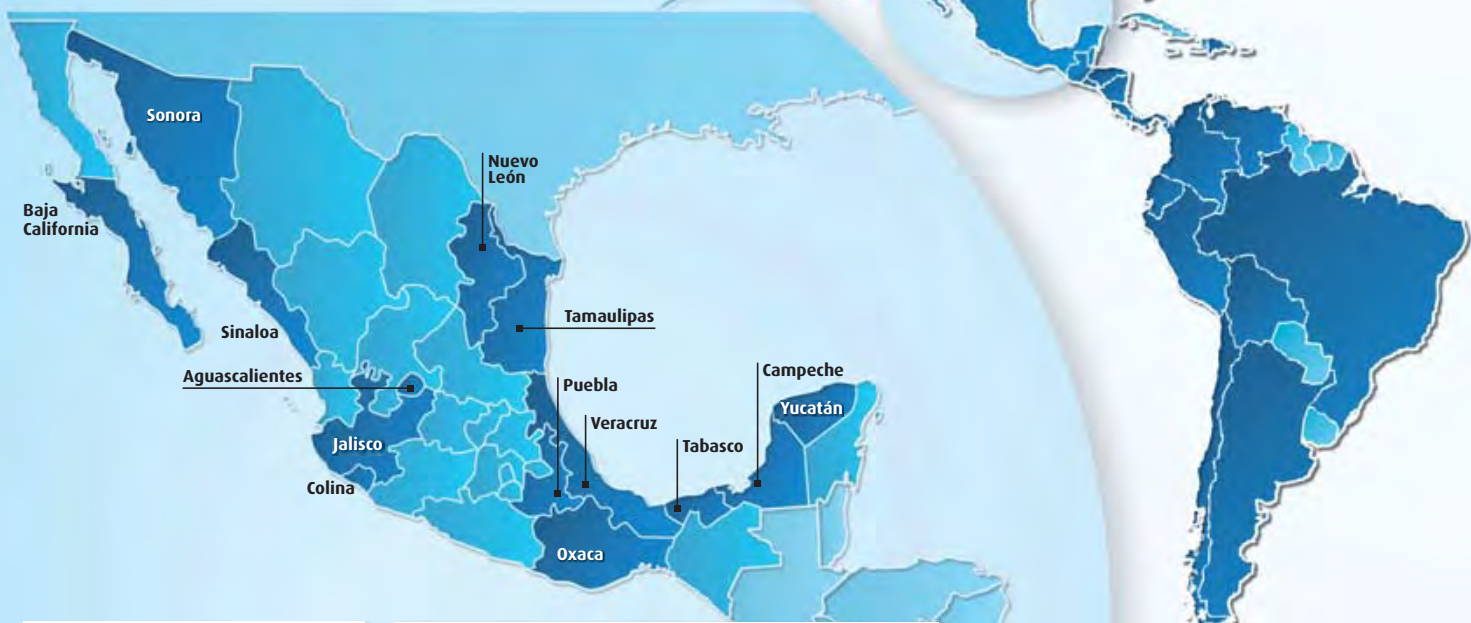 Sonora
Nuevo
León
Baja
California
Tamaulipas
Sinaloa
Campeche
Aguascalientes
Puebla
Yucatán
Veracruz
Jalisco
Tabasco
Colina
Oxaca